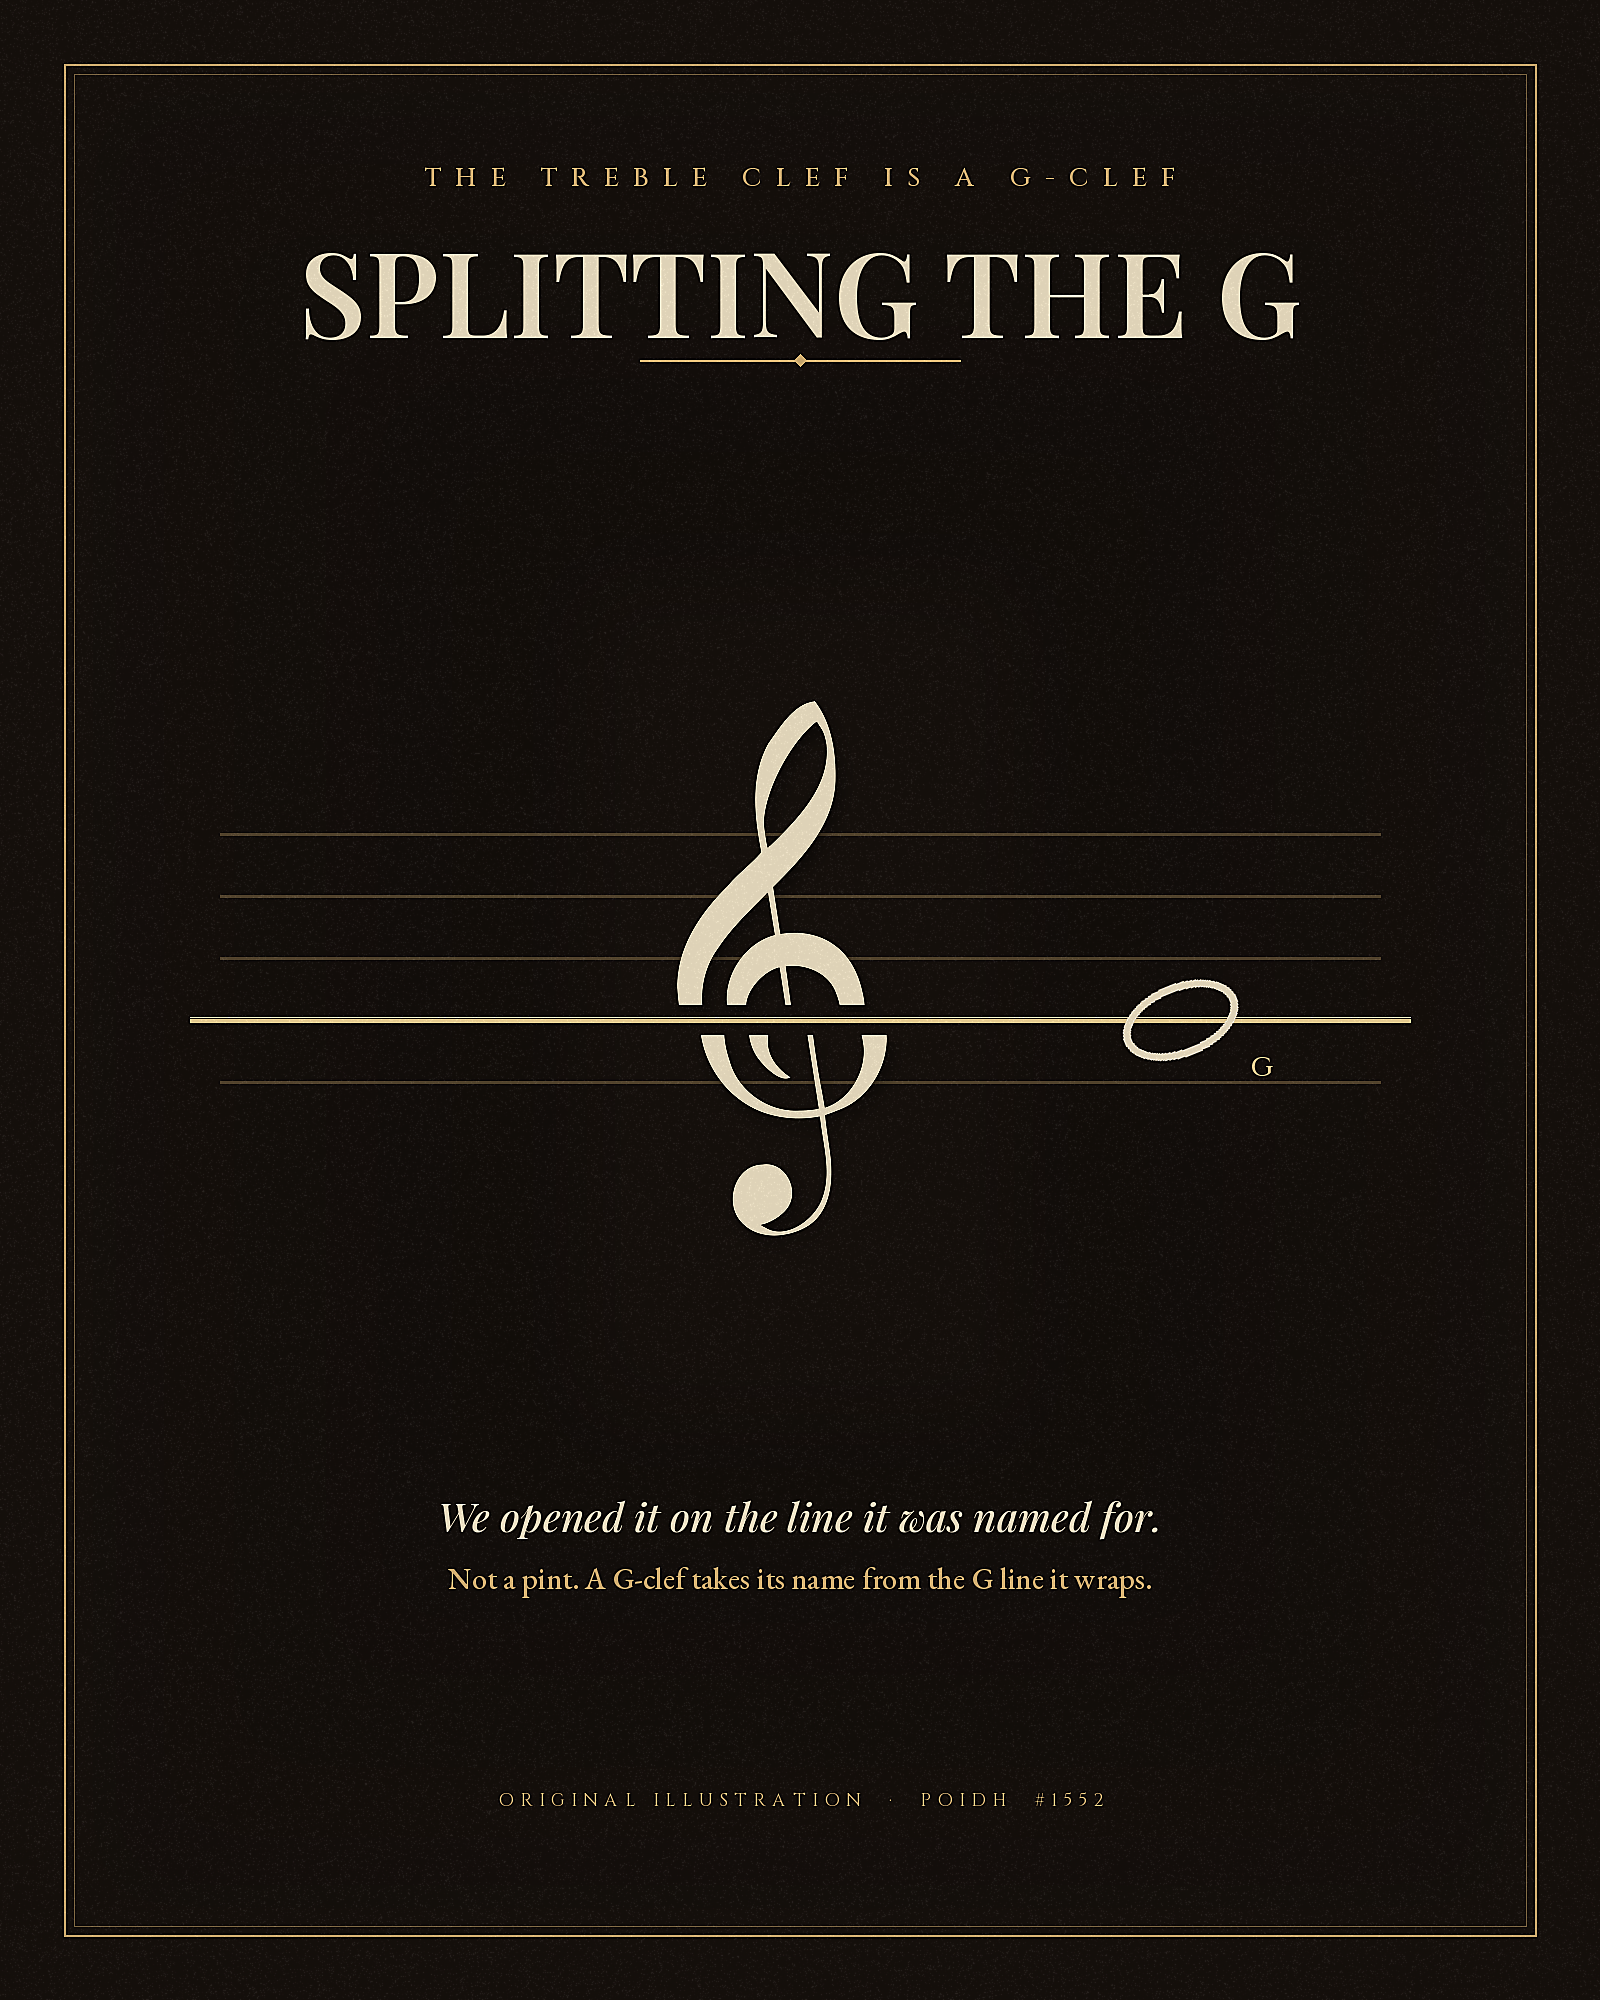 THE TREBLE CLEF IS A G-CLEF
SPLITTING THE G
G
We opened it on the line it was named for.
Not a pint. A G-clef takes its name from the G line it wraps.
ORIGINAL ILLUSTRATION · POIDH #1552